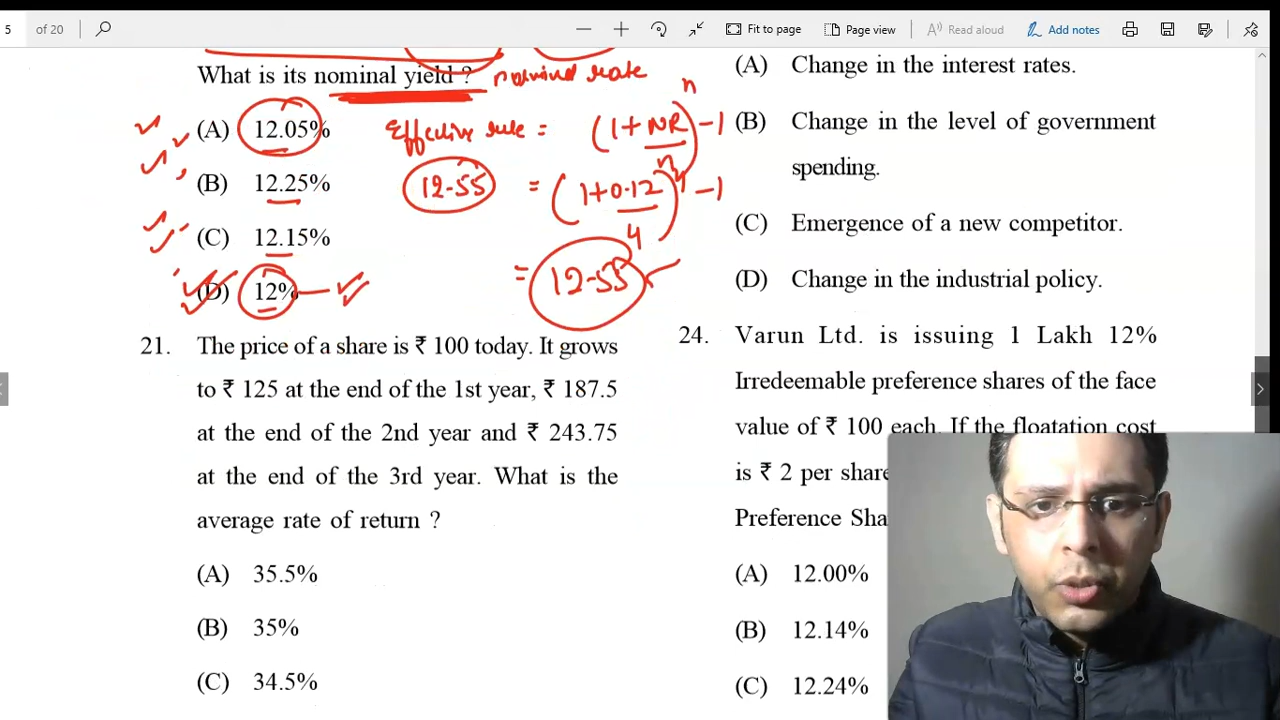 5 of 20 Fit to page Page view Read aloud Add notes
What is its nominal yield ? nominal rate
(A) 12.05%
(B) 12.25%
(C) 12.15%
(D) 12%
Effective rule = (1+NR/n)^n -1
12.55 = (1+0.12/4)^4 -1
= 12.55
21. The price of a share is ₹ 100 today. It grows
to ₹ 125 at the end of the 1st year, ₹ 187.5
at the end of the 2nd year and ₹ 243.75
at the end of the 3rd year. What is the
average rate of return ?
(A) 35.5%
(B) 35%
(C) 34.5%
(A) Change in the interest rates.
(B) Change in the level of government
spending.
(C) Emergence of a new competitor.
(D) Change in the industrial policy.
24. Varun Ltd. is issuing 1 Lakh 12%
Irredeemable preference shares of the face
value of ₹ 100 each. If the floatation cost
is ₹ 2 per share
Preference Sha
(A) 12.00%
(B) 12.14%
(C) 12.24%